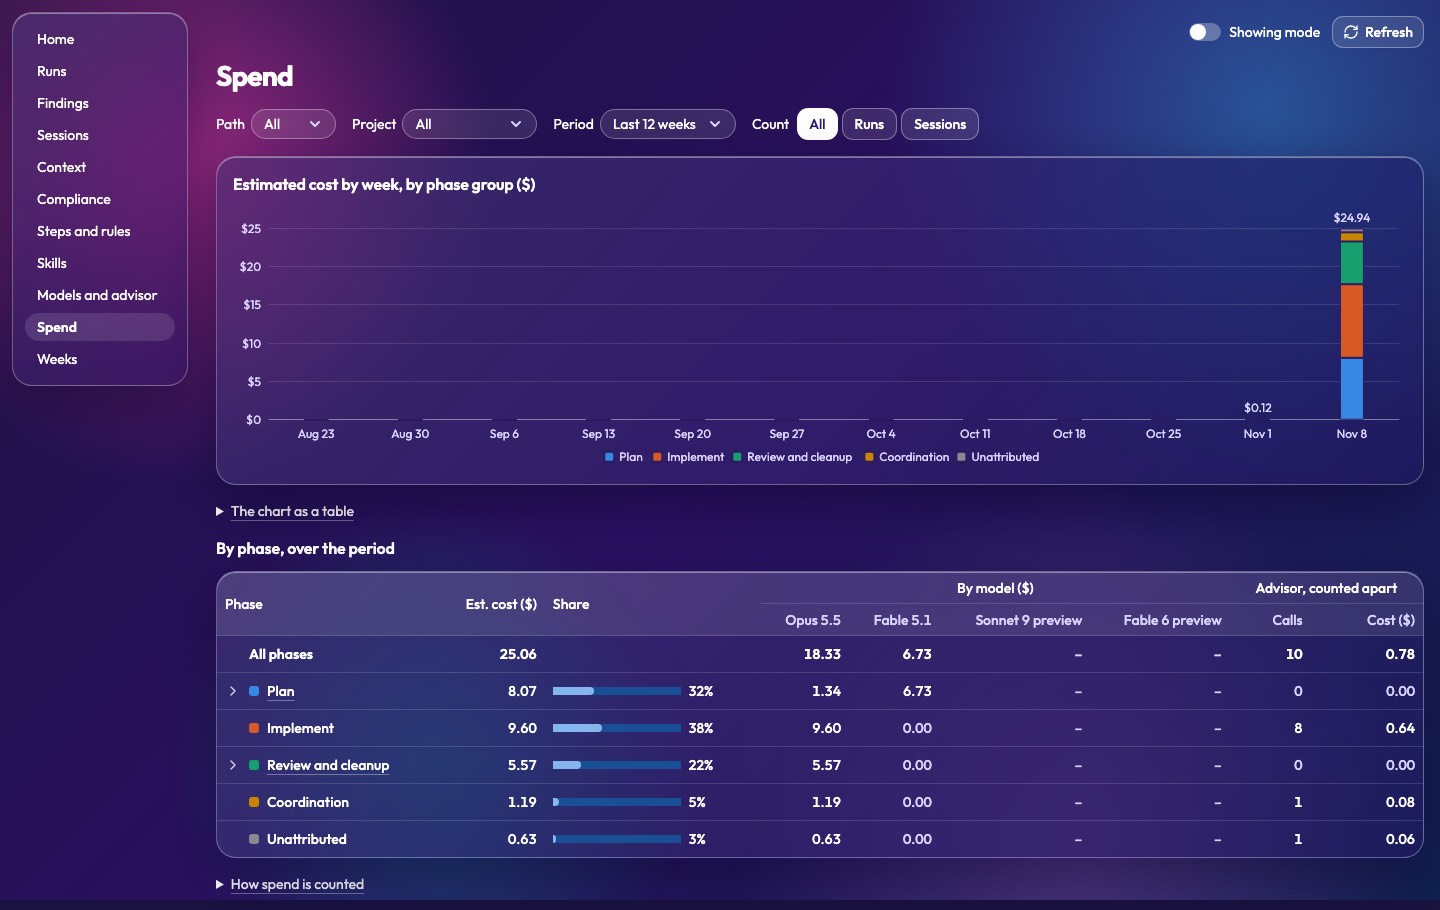 Home
Runs
Findings
Sessions
Context
Compliance
Steps and rules
Skills
Models and advisor
Spend
Weeks
Showing mode Refresh
Spend
Path All Project All Period Last 12 weeks Count All Runs Sessions
Estimated cost by week, by phase group ($)
$24.94
$25
$20
$15
$10
$5
$0.12
$0
Aug 23 Aug 30 Sep 6 Sep 13 Sep 20 Sep 27 Oct 4 Oct 11 Oct 18 Oct 25 Nov 1 Nov 8
Plan Implement Review and cleanup Coordination Unattributed
The chart as a table
By phase, over the period
By model ($) Advisor, counted apart
Phase Est. cost ($) Share
Opus 5.5 Fable 5.1 Sonnet 9 preview Fable 6 preview Calls Cost ($)
All phases 25.06 18.33 6.73 – – 10 0.78
Plan 8.07 32% 1.34 6.73 – – 0 0.00
Implement 9.60 38% 9.60 0.00 – – 8 0.64
Review and cleanup 5.57 22% 5.57 0.00 – – 0 0.00
Coordination 1.19 5% 1.19 0.00 – – 1 0.08
Unattributed 0.63 3% 0.63 0.00 – – 1 0.06
How spend is counted